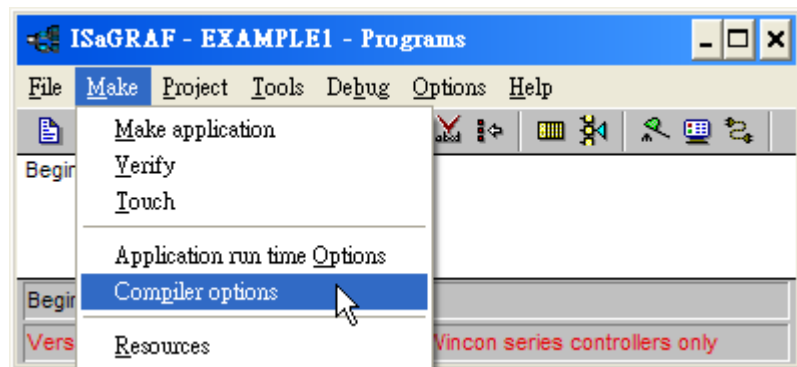 ISaGRAF - EXAMPLE1 - Programs
File Make Project Tools Debug Options Help
Make application
Begin
Verify
Touch
Application run time Options
Begin Compiler options
Vers Wincon series controllers only
Resources